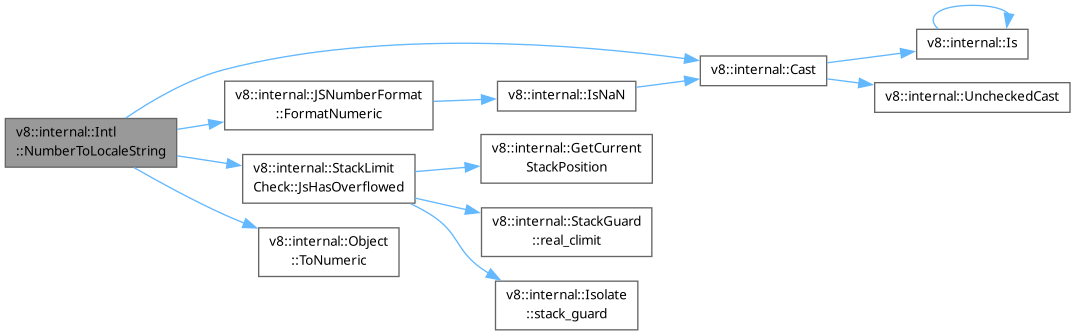 v8::internal::Intl
::NumberToLocaleString
v8::internal::JSNumberFormat
::FormatNumeric
v8::internal::StackLimit
Check::JsHasOverflowed
v8::internal::Object
::ToNumeric
v8::internal::IsNaN
v8::internal::GetCurrent
StackPosition
v8::internal::StackGuard
::real_climit
v8::internal::Isolate
::stack_guard
v8::internal::Cast
v8::internal::Is
v8::internal::UncheckedCast